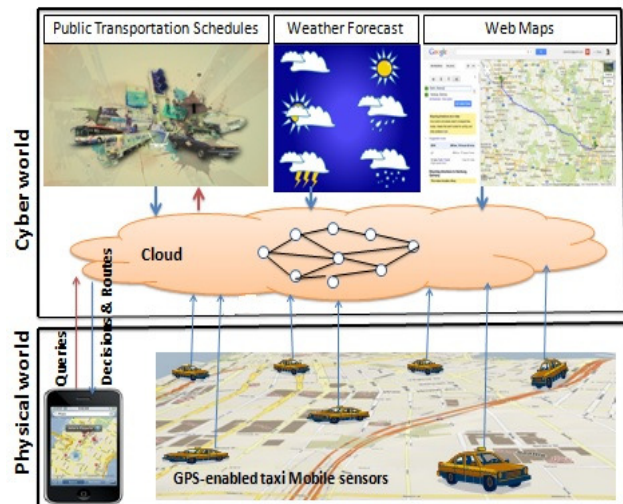 Public Transportation Schedules
Weather Forecast
Web Maps
Google
Cyber world
Cloud
Queries
Decisions & Routes
Physical world
GPS-enabled taxi Mobile sensors